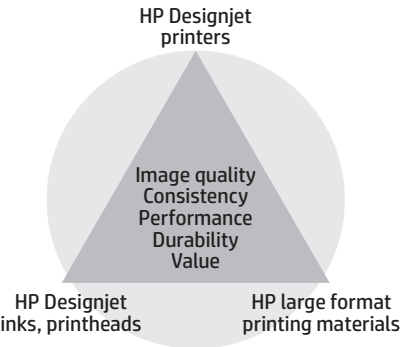 HP Designjet
printers
Image quality
Consistency
Performance
Durability
Value
HP Designjet
inks, printheads
HP large format
printing materials